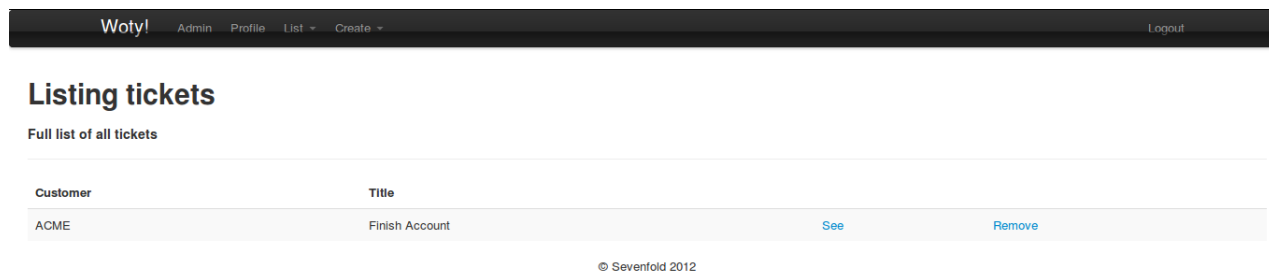 Woty! Admin Profile List Create Logout
Listing tickets
Full list of all tickets
Customer Title
ACME Finish Account See Remove
© Sevenfold 2012